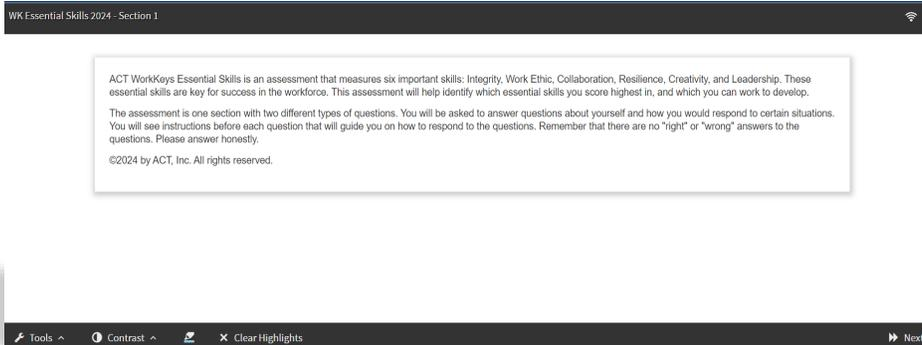 WK Essential Skills 2024 - Section 1
ACT WorkKeys Essential Skills is an assessment that measures six important skills: Integrity, Work Ethic, Collaboration, Resilience, Creativity, and Leadership. These
essential skills are key for success in the workforce. This assessment will help identify which essential skills you score highest in, and which you can work to develop.
The assessment is one section with two different types of questions. You will be asked to answer questions about yourself and how you would respond to certain situations.
You will see instructions before each question that will guide you on how to respond to the questions. Remember that there are no "right" or "wrong" answers to the
questions. Please answer honestly.
©2024 by ACT, Inc. All rights reserved.
Tools Contrast Clear Highlights Next